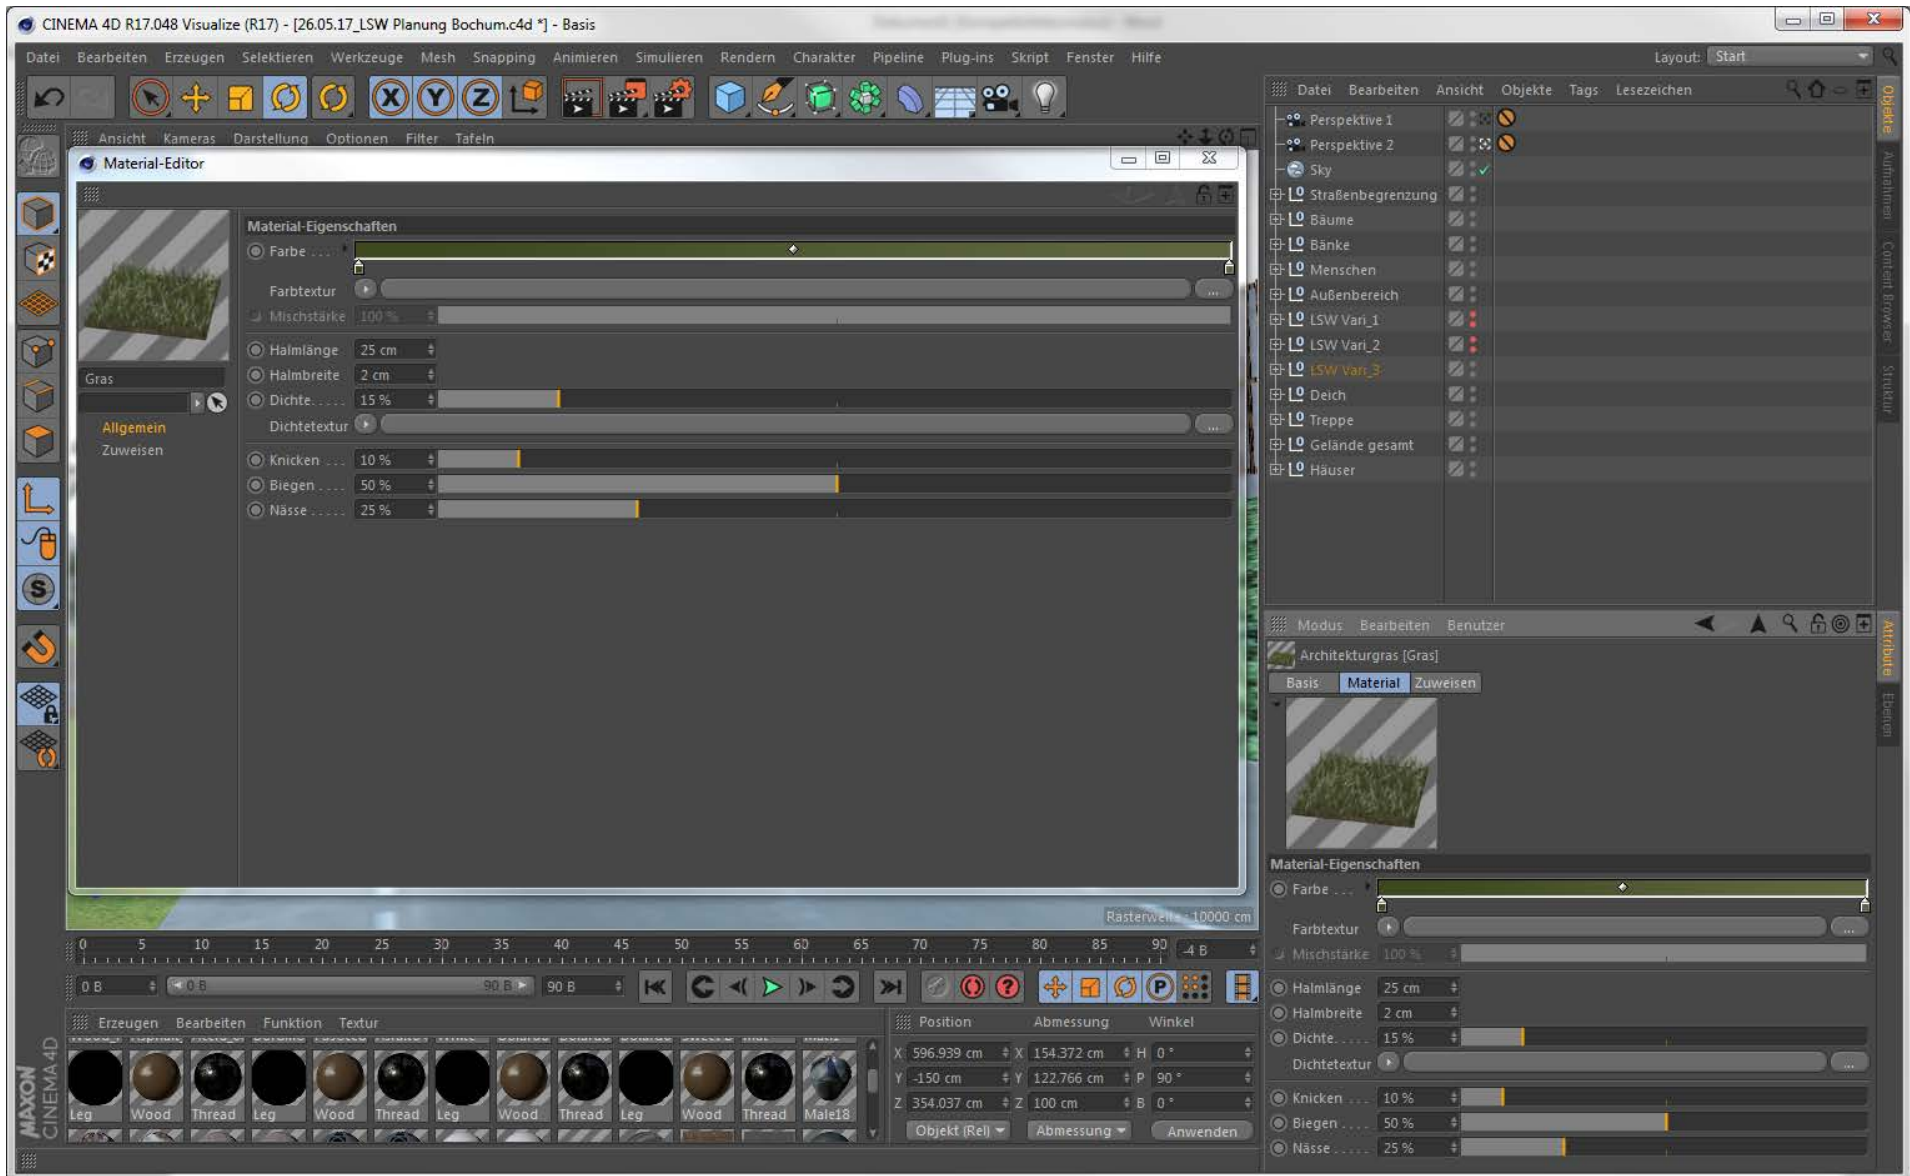 CINEMA 4D R17.048 Visualize (R17) - [26.05.17_LSW Planung Bochum.c4d *] - Basis
Datei Bearbeiten Erzeugen Selektieren Werkzeuge Mesh Snapping Animieren Simulieren Rendern Charakter Pipeline Plug-ins Skript Fenster Hilfe
Layout: Start
Ansicht Kameras Darstellung Optionen Filter Tafeln
Material-Editor
Gras
Allgemein
Zuweisen
Material-Eigenschaften
Farbe ...
Farbtextur
...
Mischstärke 100 %
Halmlänge 25 cm
Halmbreite 2 cm
Dichte..... 15 %
Dichtetextur
...
Knicken ... 10 %
Biegen .... 50 %
Nässe ..... 25 %
Rasterweite : 10000 cm
Datei Bearbeiten Ansicht Objekte Tags Lesezeichen
Perspektive 1
Perspektive 2
Sky
Straßenbegrenzung
Bäume
Bänke
Menschen
Außenbereich
LSW Vari_1
LSW Vari_2
LSW Vari_3
Deich
Treppe
Gelände gesamt
Häuser
Objekte
Aufnahmen
Content Browser
Struktur
Modus Bearbeiten Benutzer
Architekturgras [Gras]
Basis Material Zuweisen
Material-Eigenschaften
Farbe ...
Farbtextur
...
Mischstärke 100 %
Halmlänge 25 cm
Halmbreite 2 cm
Dichte..... 15 %
Dichtetextur
...
Knicken ... 10 %
Biegen .... 50 %
Nässe ..... 25 %
Attribute
Ebenen
0 5 10 15 20 25 30 35 40 45 50 55 60 65 70 75 80 85 90 -4 B
0 B 0 B 90 B 90 B
Erzeugen Bearbeiten Funktion Textur
Leg Wood Thread Leg Wood Thread Leg Wood Thread Leg Wood Thread Male18
Position Abmessung Winkel
X 596.939 cm X 154.372 cm H 0 °
Y -150 cm Y 122.766 cm P 90 °
Z 354.037 cm Z 100 cm B 0 °
Objekt (Rel) Abmessung Anwenden
MAXON
CINEMA 4D